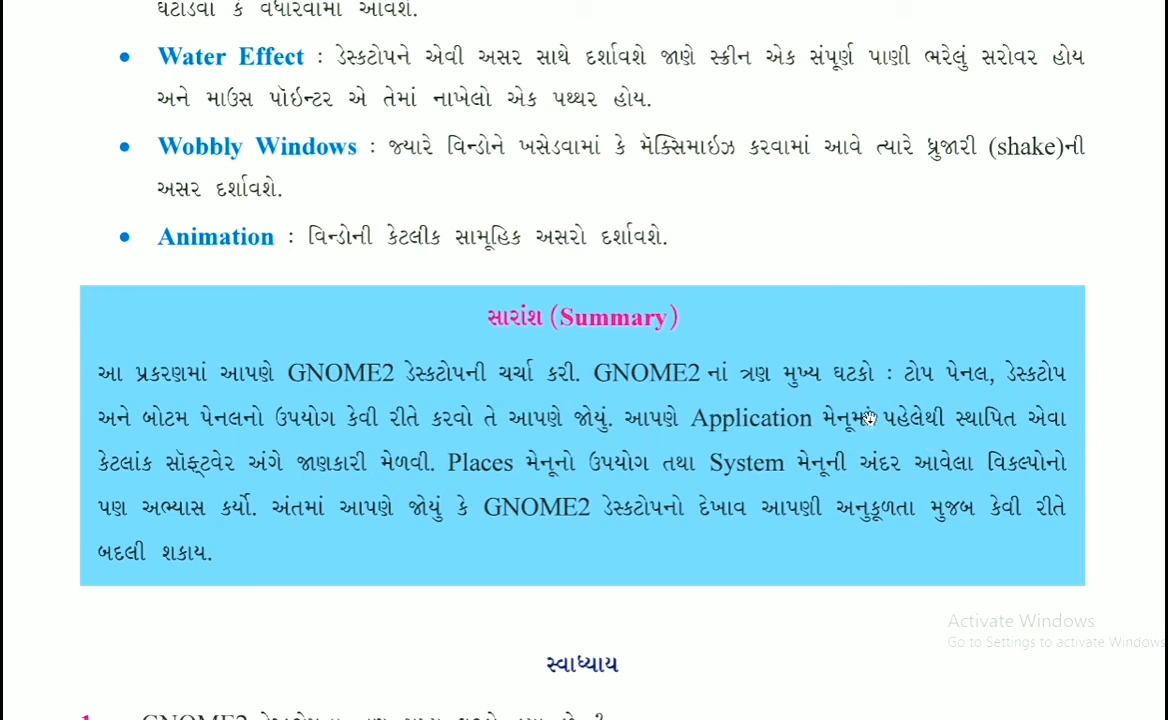 ઘટાડવા કે વધારવામાં આવશે.
• Water Effect : ડેસ્કટોપને એવી અસર સાથે દર્શાવશે જાણે સ્ક્રીન એક સંપૂર્ણ પાણી ભરેલું સરોવર હોય
અને માઉસ પૉઇન્ટર એ તેમાં નાખેલો એક પથ્થર હોય.
• Wobbly Windows : જ્યારે વિન્ડોને ખસેડવામાં કે મૅક્સિમાઇઝ કરવામાં આવે ત્યારે ધ્રુજારી (shake)ની
અસર દર્શાવશે.
• Animation : વિન્ડોની કેટલીક સામૂહિક અસરો દર્શાવશે.
સારાંશ (Summary)
આ પ્રકરણમાં આપણે GNOME2 ડેસ્કટોપની ચર્ચા કરી. GNOME2 નાં ત્રણ મુખ્ય ઘટકો : ટોપ પેનલ, ડેસ્કટોપ
અને બોટમ પેનલનો ઉપયોગ કેવી રીતે કરવો તે આપણે જોયું. આપણે Application મેનૂમાં પહેલેથી સ્થાપિત એવા
કેટલાંક સૉફ્ટવેર અંગે જાણકારી મેળવી. Places મેનૂનો ઉપયોગ તથા System મેનૂની અંદર આવેલા વિકલ્પોનો
પણ અભ્યાસ કર્યો. અંતમાં આપણે જોયું કે GNOME2 ડેસ્કટોપનો દેખાવ આપણી અનુકૂળતા મુજબ કેવી રીતે
બદલી શકાય.
Activate Windows
Go to Settings to activate Windows
સ્વાધ્યાય
GNOME2